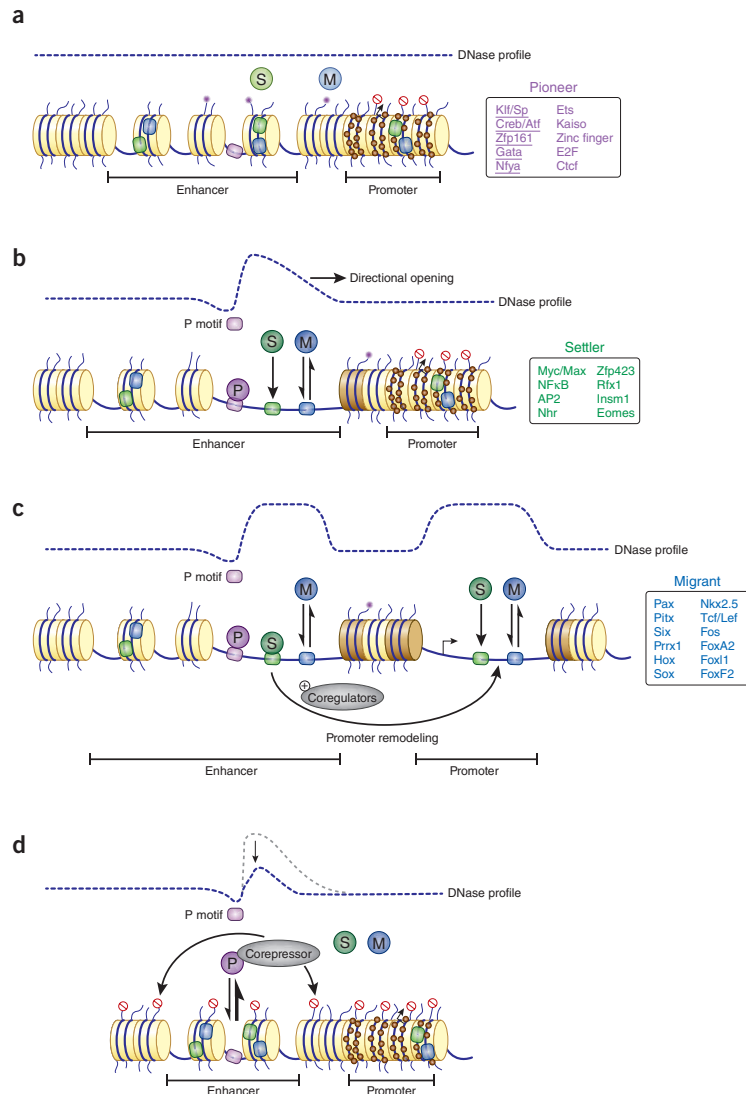 a
DNase profile
S
M
Pioneer
Klf/Sp Ets
Creb/Atf Kaiso
Zfp161 Zinc finger
Gata E2F
Nfya Ctcf
Enhancer
Promoter
b
Directional opening
DNase profile
P motif
S
M
P
Settler
Myc/Max Zfp423
NFκB Rfx1
AP2 Insm1
Nhr Eomes
Enhancer
Promoter
c
DNase profile
P motif
M
S
M
P
S
Migrant
Pax Nkx2.5
Pitx Tcf/Lef
Six Fos
Prrx1 FoxA2
Hox FoxI1
Sox FoxF2
+
Coregulators
Promoter remodeling
Enhancer
Promoter
d
DNase profile
P motif
S
M
P
Corepressor
Enhancer
Promoter